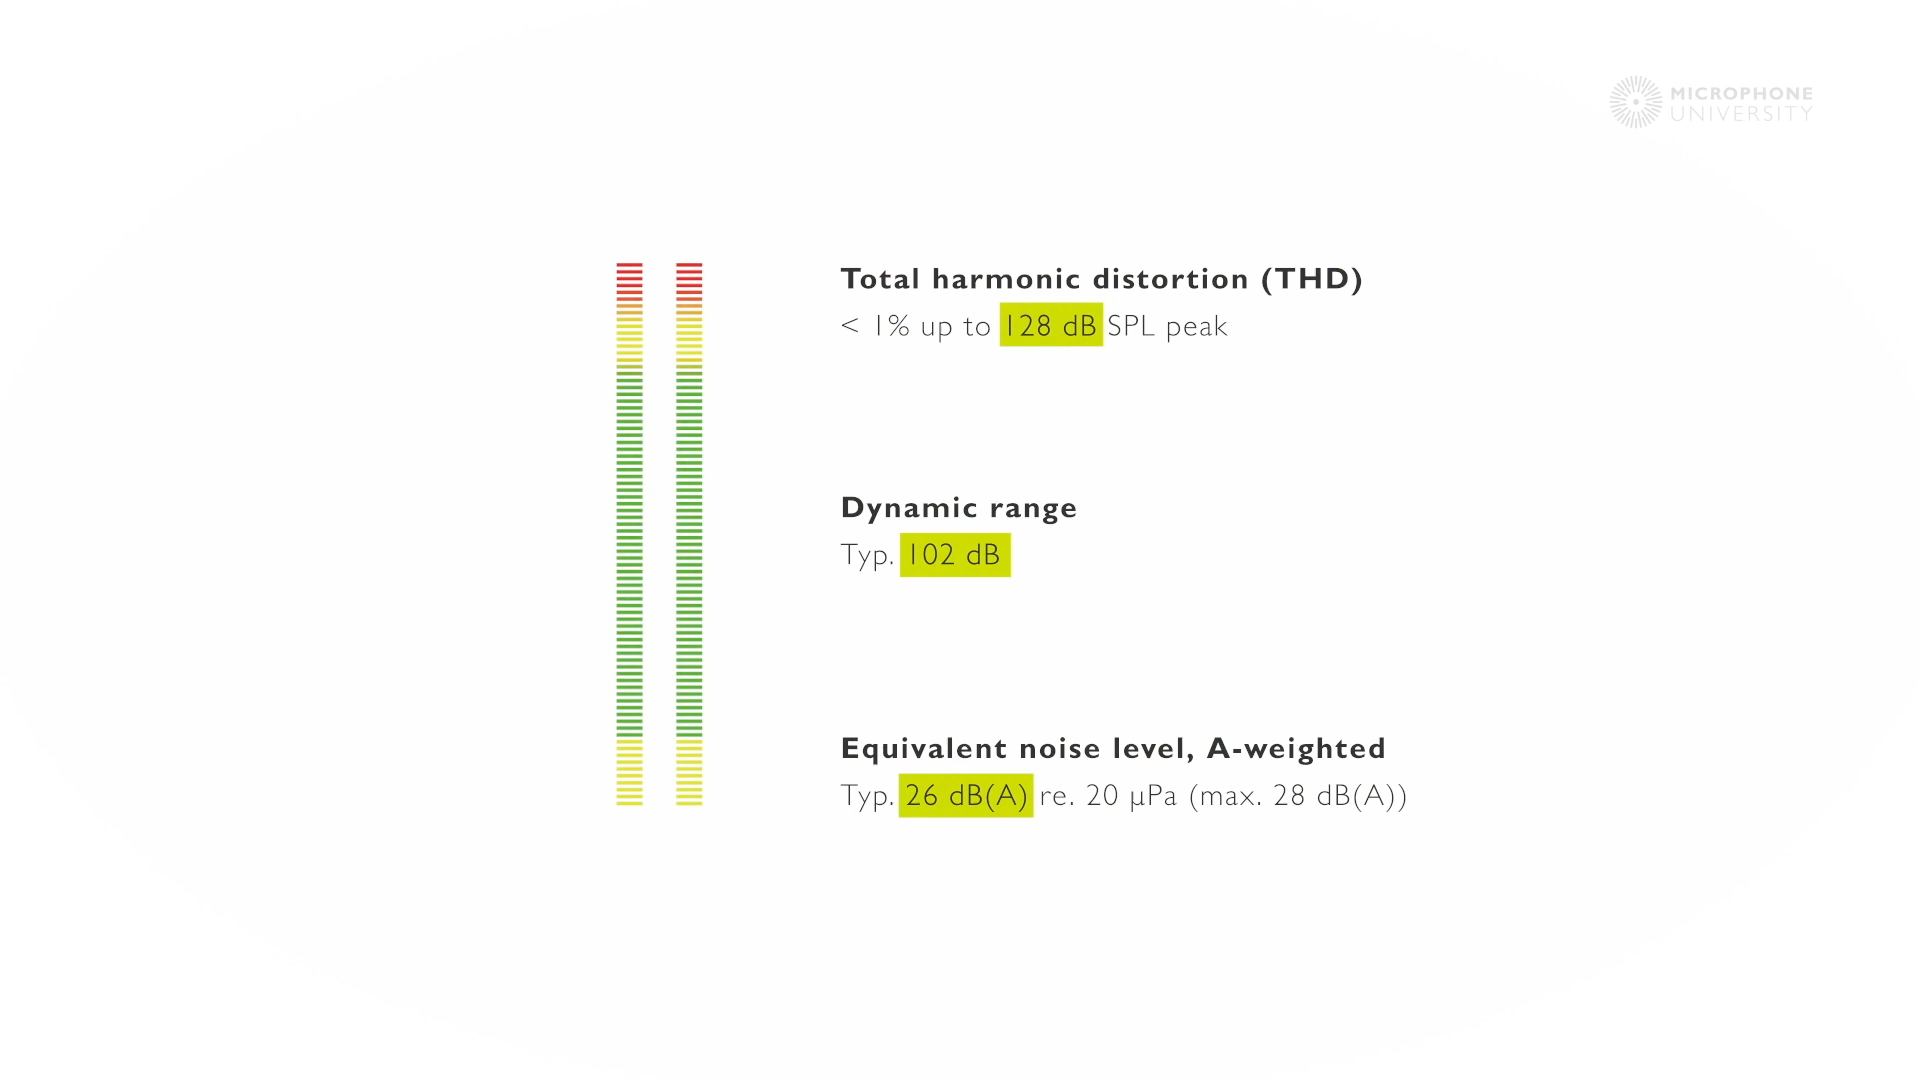 MICROPHONE
UNIVERSITY
Total harmonic distortion (THD)
< 1% up to 128 dB SPL peak
Dynamic range
Typ. 102 dB
Equivalent noise level, A-weighted
Typ. 26 dB(A) re. 20 µPa (max. 28 dB(A))